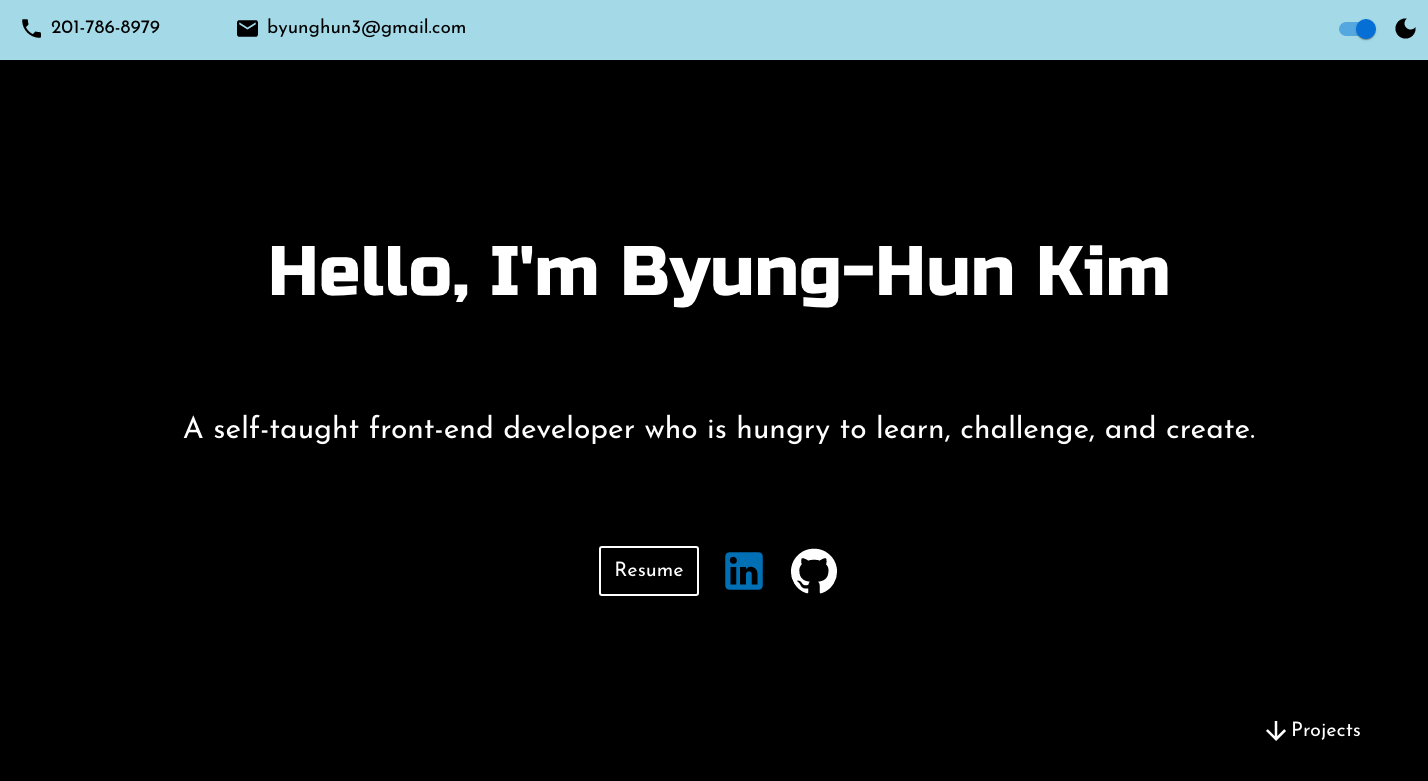 201-786-8979
byunghun3@gmail.com
Hello, I'm Byung-Hun Kim
A self-taught front-end developer who is hungry to learn, challenge, and create.
Resume
in
Projects